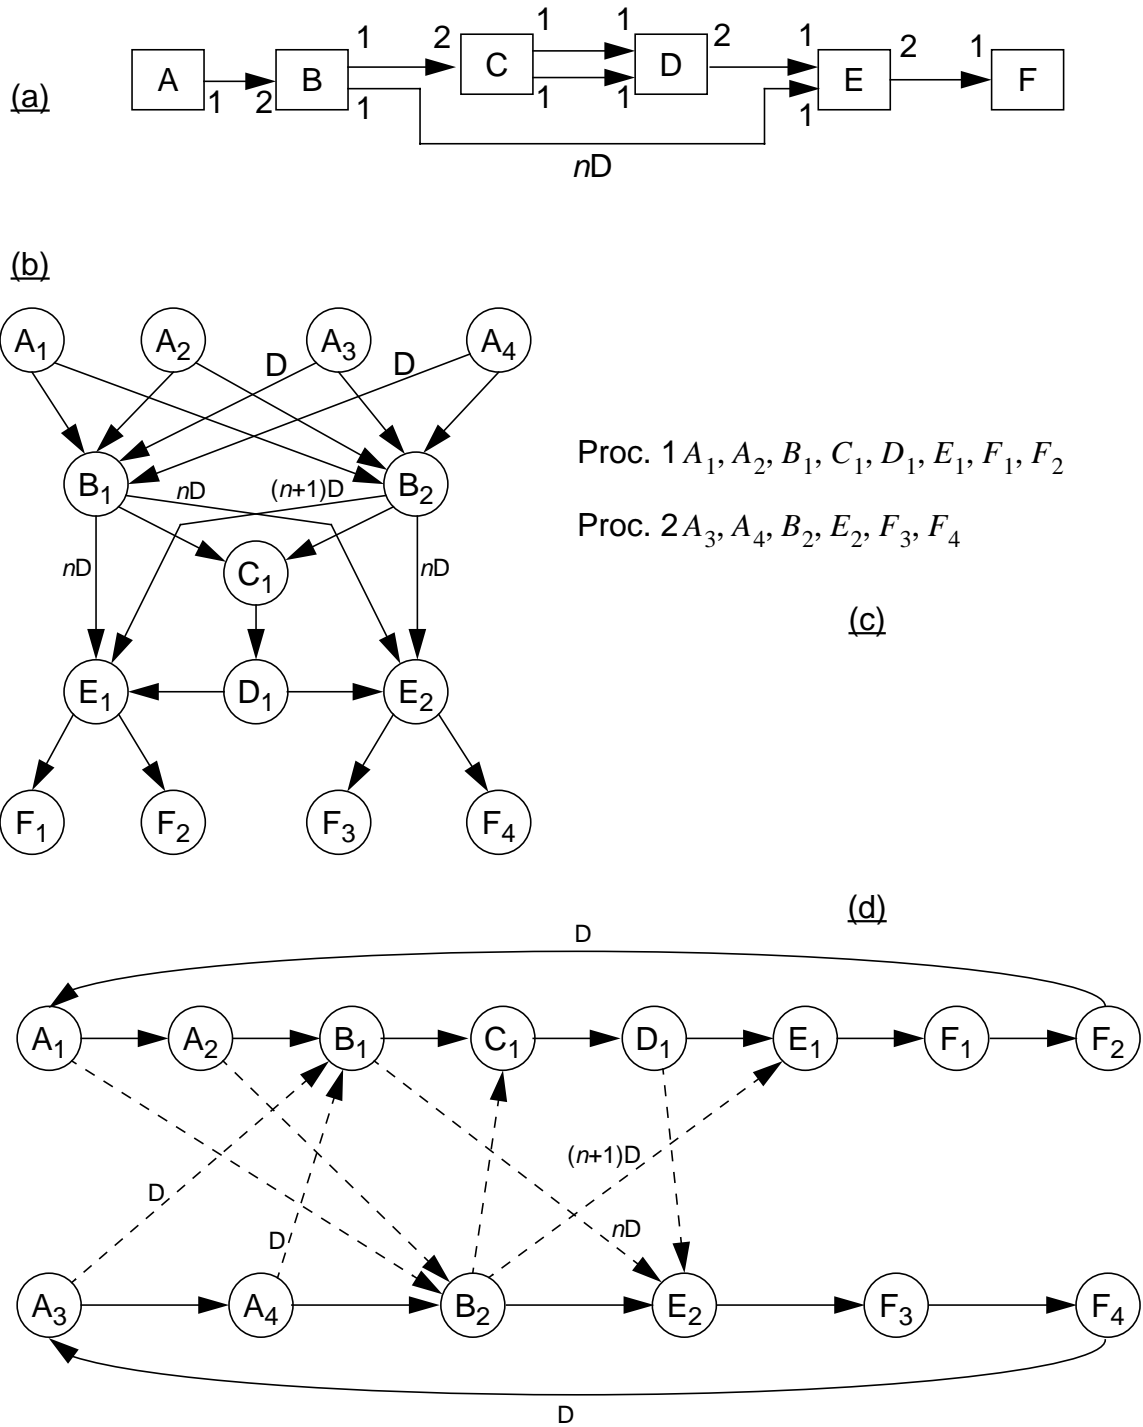 (a)
A 1 2 B 1 1 2 C 1 1 1 1 D 2 1 1 E 2 1 F
nD
(b)
A1 A2 A3 A4
D D
B1 nD (n+1)D B2
nD C1 nD
E1 D1 E2
F1 F2 F3 F4
Proc. 1 A1, A2, B1, C1, D1, E1, F1, F2
Proc. 2 A3, A4, B2, E2, F3, F4
(c)
(d)
D
A1 A2 B1 C1 D1 E1 F1 F2
(n+1)D
D
nD
D
A3 A4 B2 E2 F3 F4
D